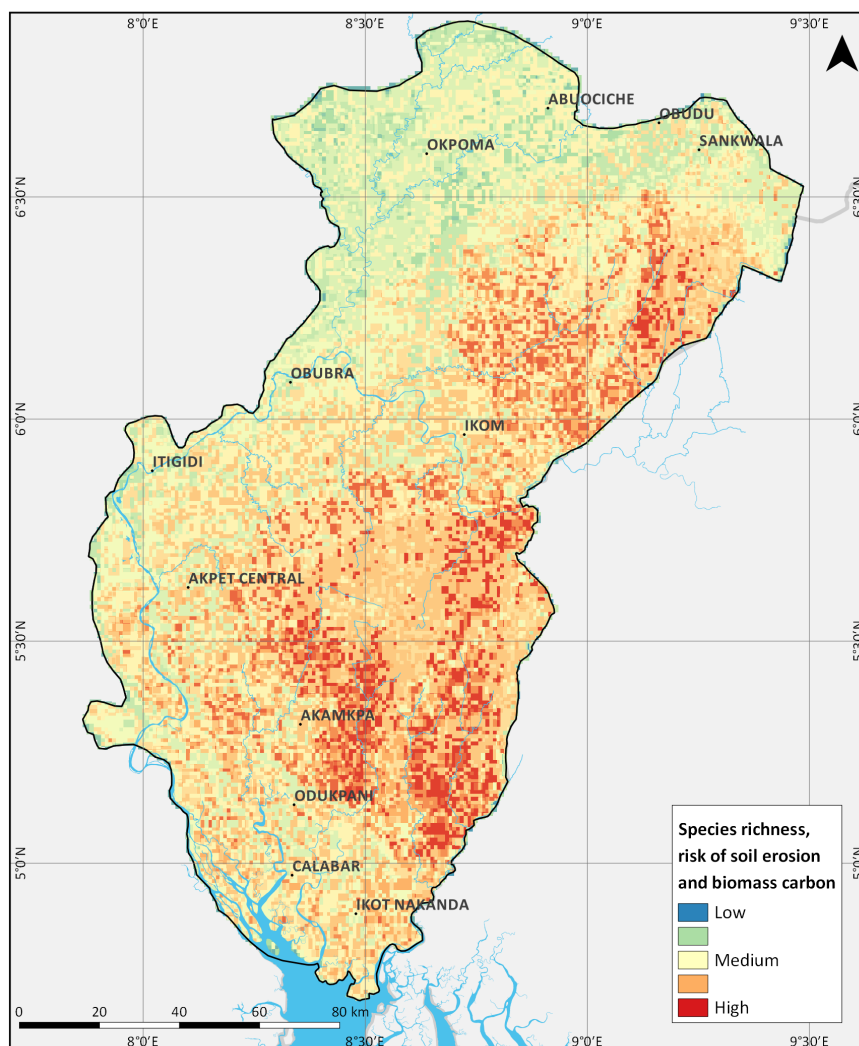 8°0'E 8°30'E 9°0'E 9°30'E
ABUOCICHE
OBUDU
OKPOMA
SANKWALA
6°30'N 6°30'N
OBUBRA
6°0'N 6°0'N
IKOM
ITIGIDI
AKPET CENTRAL
5°30'N 5°30'N
AKAMKPA
ODUKPANI
5°0'N 5°0'N
CALABAR
IKOT NAKANDA
Species richness,
risk of soil erosion
and biomass carbon
Low
Medium
High
0 20 40 60 80 km
8°0'E 8°30'E 9°0'E 9°30'E